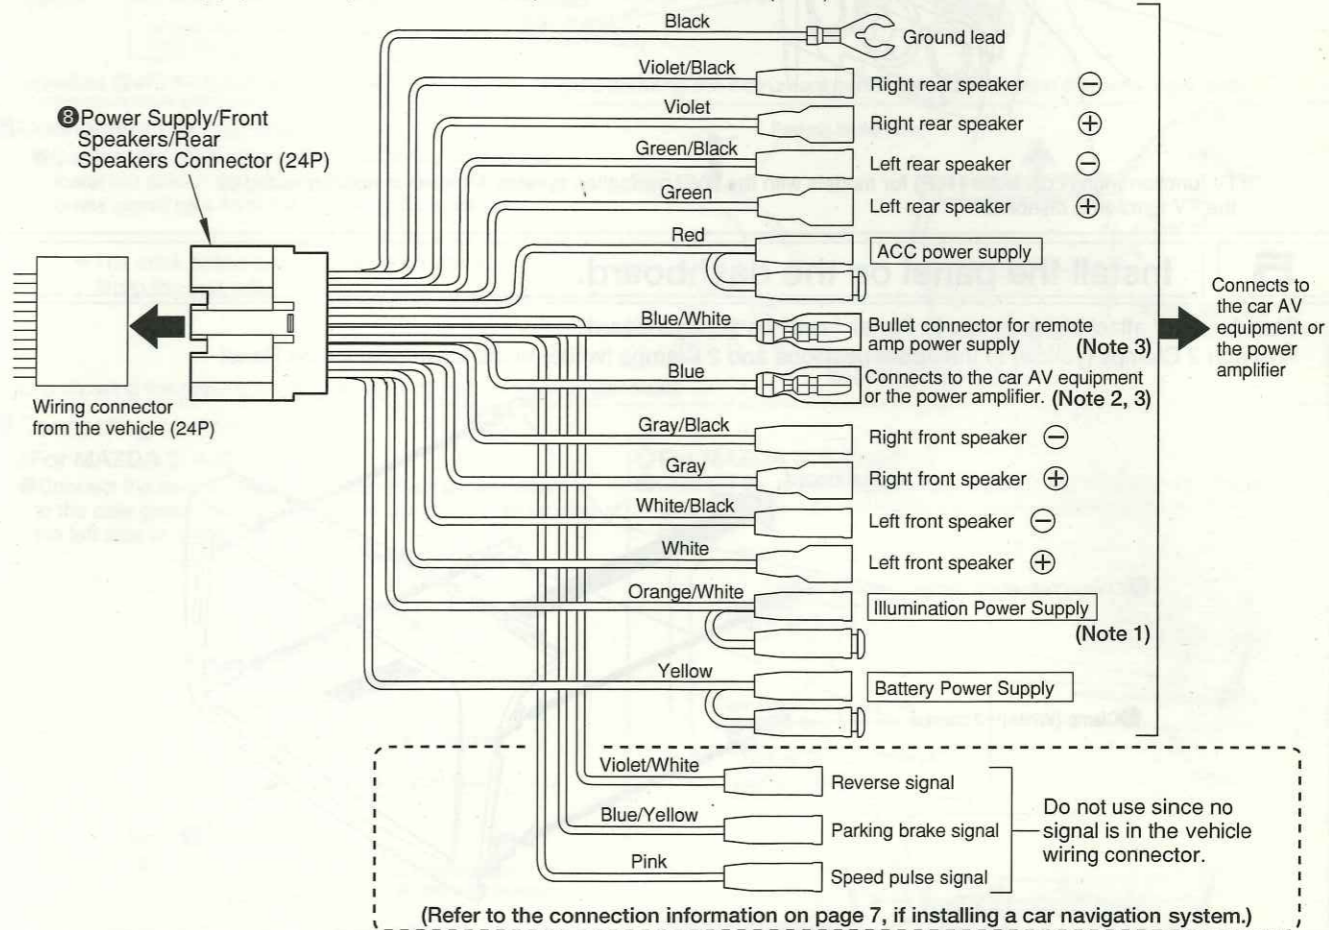 Black
Ground lead
Violet/Black
Right rear speaker ⊖
❽Power Supply/Front
Speakers/Rear
Speakers Connector (24P)
Violet
Right rear speaker ⊕
Green/Black
Left rear speaker ⊖
Green
Left rear speaker ⊕
Red
ACC power supply
Connects to
the car AV
equipment or
the power
amplifier
Blue/White
Bullet connector for remote
amp power supply (Note 3)
Blue
Connects to the car AV equipment
or the power amplifier. (Note 2, 3)
Wiring connector
from the vehicle (24P)
Gray/Black
Right front speaker ⊖
Gray
Right front speaker ⊕
White/Black
Left front speaker ⊖
White
Left front speaker ⊕
Orange/White
Illumination Power Supply
(Note 1)
Yellow
Battery Power Supply
Violet/White
Reverse signal
Blue/Yellow
Parking brake signal
Pink
Speed pulse signal
Do not use since no
signal is in the vehicle
wiring connector.
(Refer to the connection information on page 7, if installing a car navigation system.)
Install the panel on the dashboard.